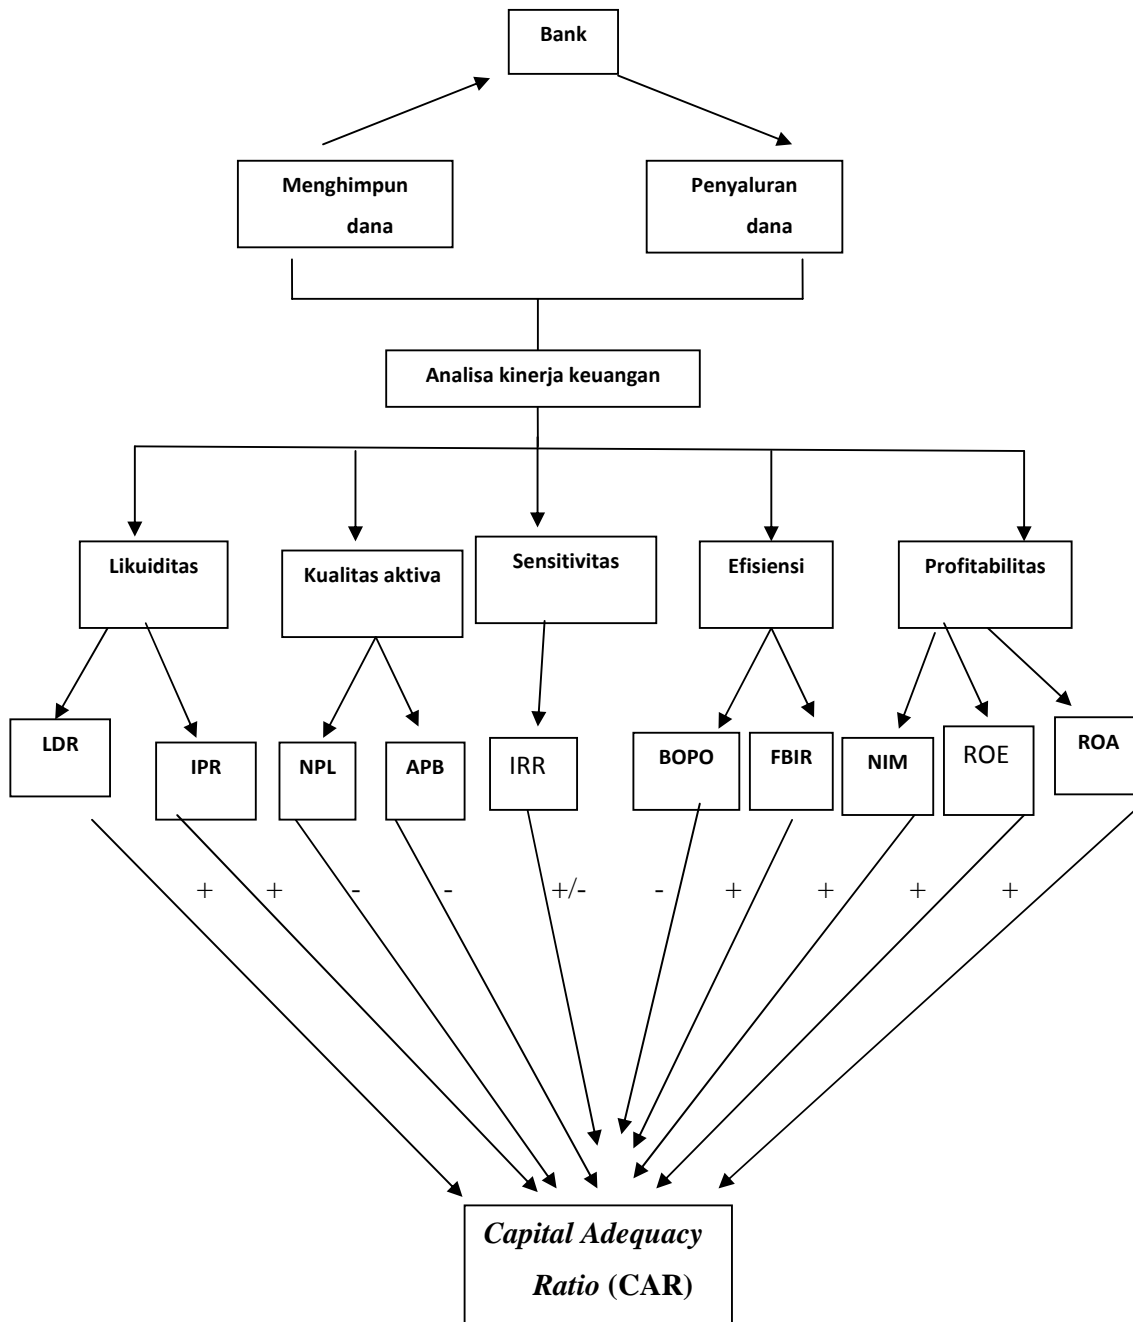 Bank
Menghimpun
dana
Penyaluran
dana
Analisa kinerja keuangan
Likuiditas
Kualitas aktiva
Sensitivitas
Efisiensi
Profitabilitas
LDR
IPR
NPL
APB
IRR
BOPO
FBIR
NIM
ROE
ROA
+ + - - +/- - + + + +
Capital Adequacy
Ratio (CAR)